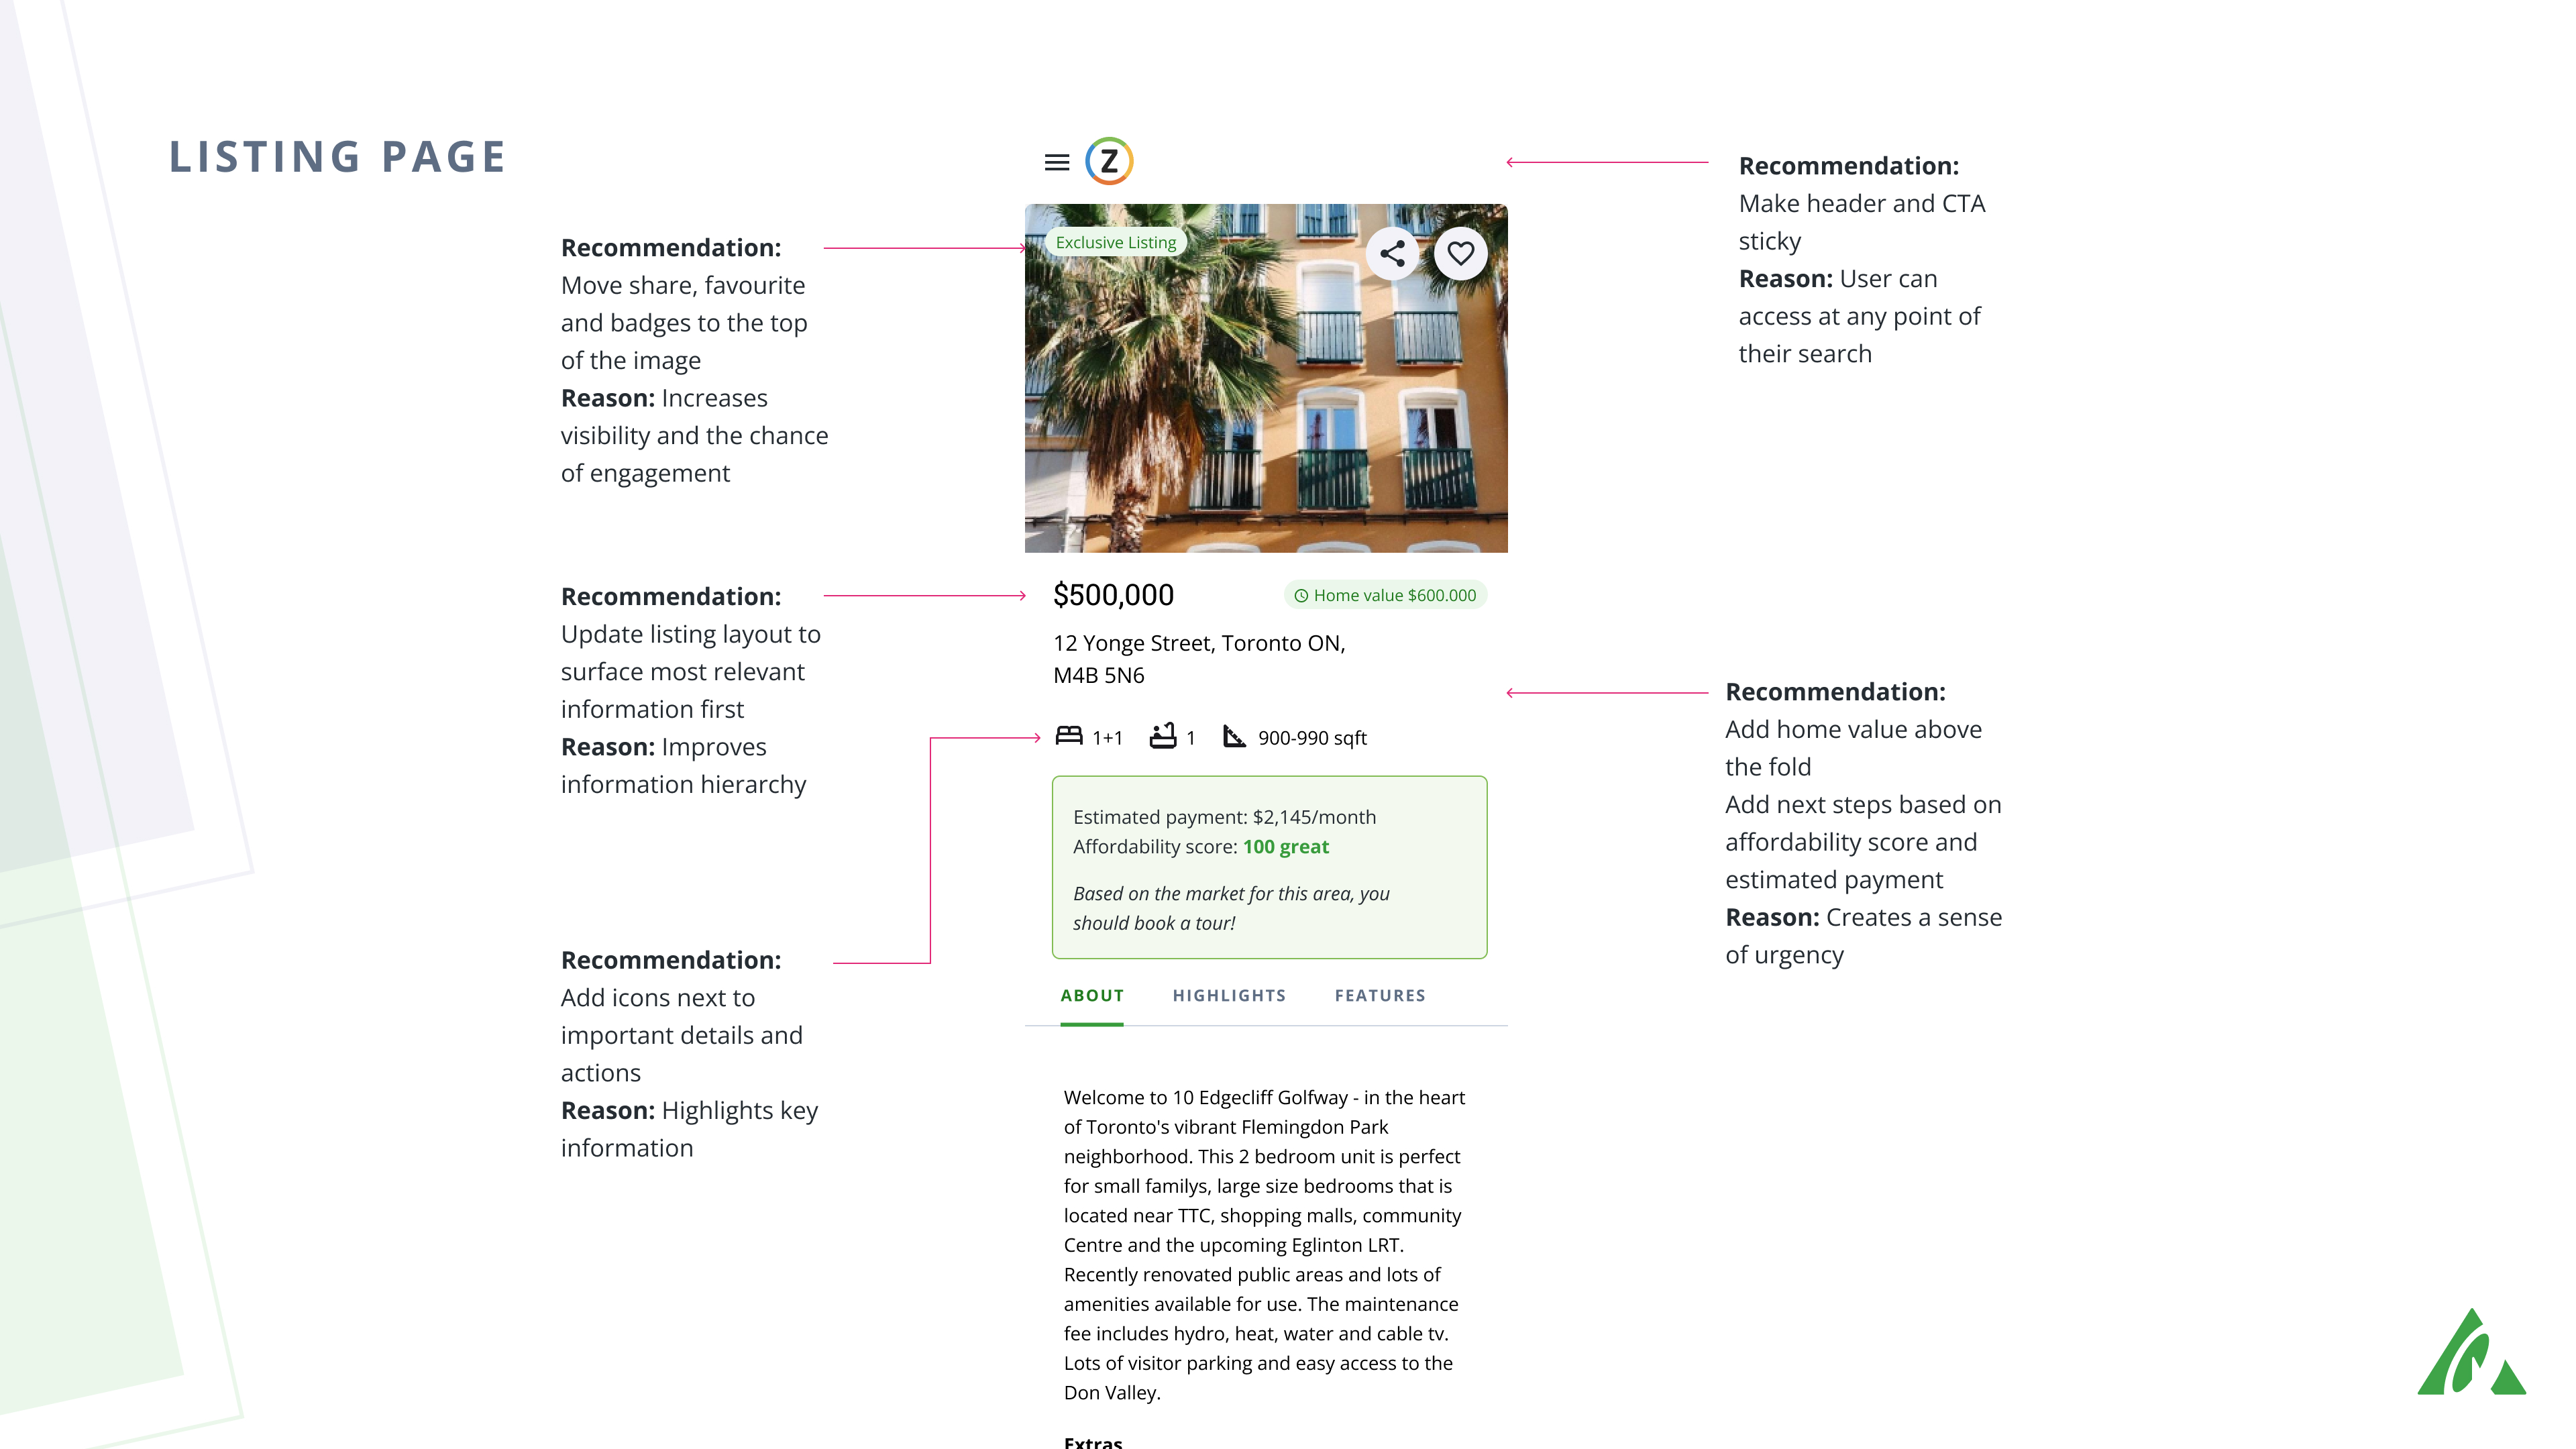 LISTING PAGE
Recommendation:
Move share, favourite
and badges to the top
of the image
Reason: Increases
visibility and the chance
of engagement
Recommendation:
Update listing layout to
surface most relevant
information first
Reason: Improves
information hierarchy
Recommendation:
Add icons next to
important details and
actions
Reason: Highlights key
information
Z
Exclusive Listing
$500,000
Home value $600.000
12 Yonge Street, Toronto ON,
M4B 5N6
1+1 1 900-990 sqft
Estimated payment: $2,145/month
Affordability score: 100 great
Based on the market for this area, you
should book a tour!
ABOUT HIGHLIGHTS FEATURES
Welcome to 10 Edgecliff Golfway - in the heart
of Toronto's vibrant Flemingdon Park
neighborhood. This 2 bedroom unit is perfect
for small familys, large size bedrooms that is
located near TTC, shopping malls, community
Centre and the upcoming Eglinton LRT.
Recently renovated public areas and lots of
amenities available for use. The maintenance
fee includes hydro, heat, water and cable tv.
Lots of visitor parking and easy access to the
Don Valley.
Extras
Recommendation:
Make header and CTA
sticky
Reason: User can
access at any point of
their search
Recommendation:
Add home value above
the fold
Add next steps based on
affordability score and
estimated payment
Reason: Creates a sense
of urgency